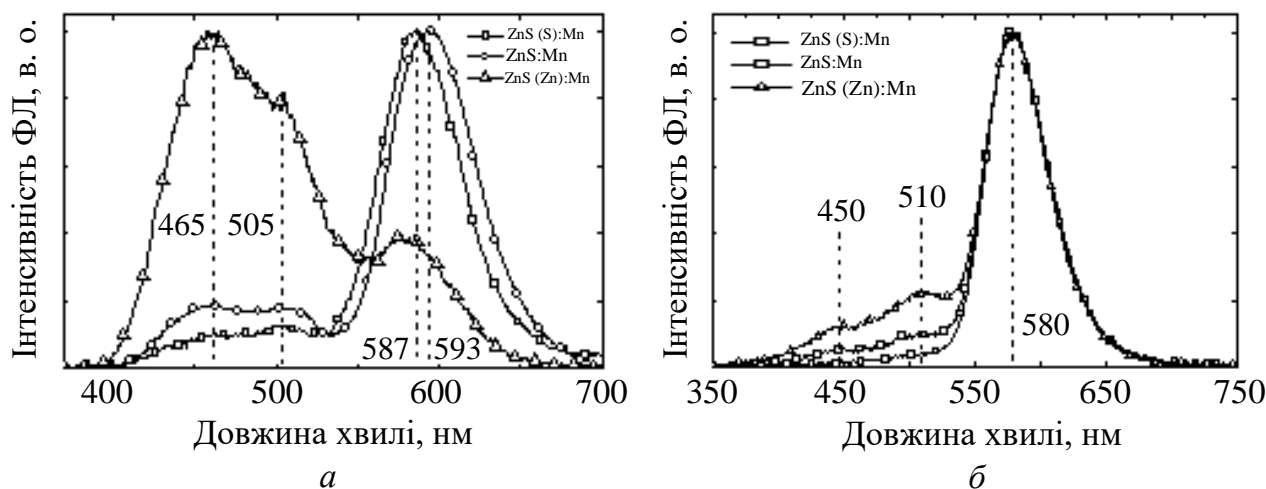 Інтенсивність ФЛ, в. о.
ZnS (S):Mn
ZnS:Mn
ZnS (Zn):Mn
465
505
587
593
400
500
600
700
Довжина хвилі, нм
а
Інтенсивність ФЛ, в. о.
ZnS (S):Mn
ZnS:Mn
ZnS (Zn):Mn
450
510
580
350
450
550
650
750
Довжина хвилі, нм
б